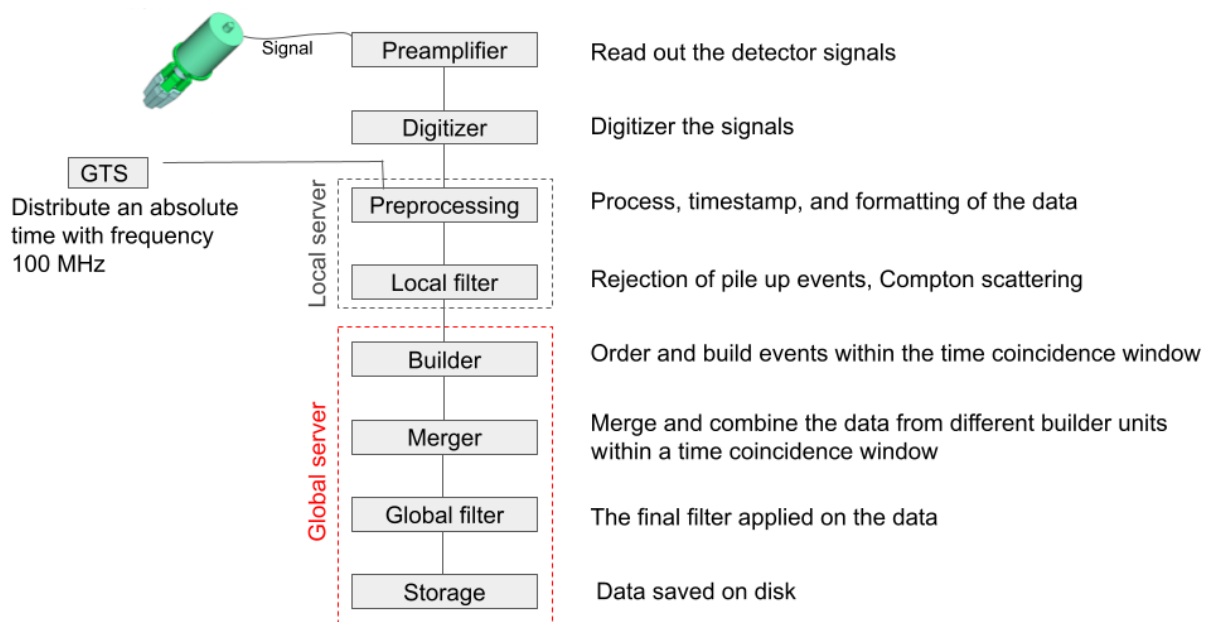 Signal
Preamplifier
Read out the detector signals
Digitizer
Digitizer the signals
GTS
Distribute an absolute
time with frequency
100 MHz
Local server
Preprocessing
Process, timestamp, and formatting of the data
Local filter
Rejection of pile up events, Compton scattering
Global server
Builder
Order and build events within the time coincidence window
Merger
Merge and combine the data from different builder units
within a time coincidence window
Global filter
The final filter applied on the data
Storage
Data saved on disk